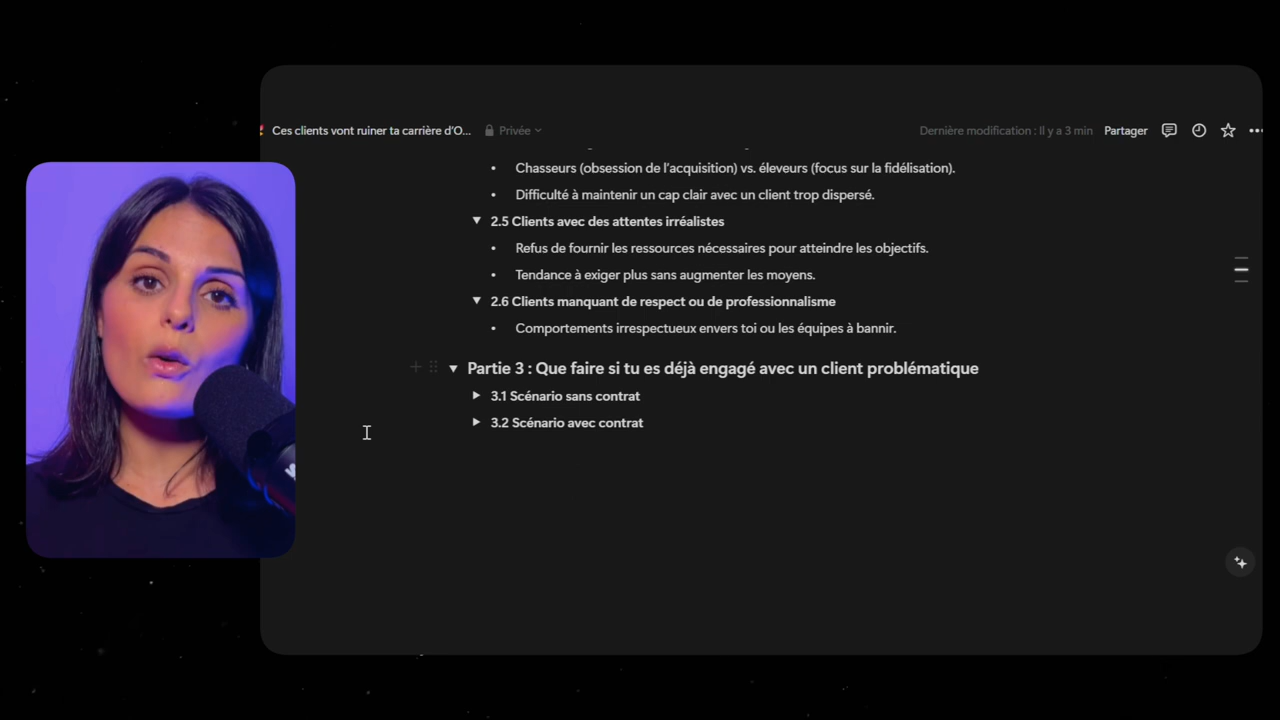 Ces clients vont ruiner ta carrière d'O... Privée Dernière modification : Il y a 3 min Partager
• Chasseurs (obsession de l'acquisition) vs. éleveurs (focus sur la fidélisation).
• Difficulté à maintenir un cap clair avec un client trop dispersé.
2.5 Clients avec des attentes irréalistes
• Refus de fournir les ressources nécessaires pour atteindre les objectifs.
• Tendance à exiger plus sans augmenter les moyens.
2.6 Clients manquant de respect ou de professionnalisme
• Comportements irrespectueux envers toi ou les équipes à bannir.
Partie 3 : Que faire si tu es déjà engagé avec un client problématique
3.1 Scénario sans contrat
3.2 Scénario avec contrat